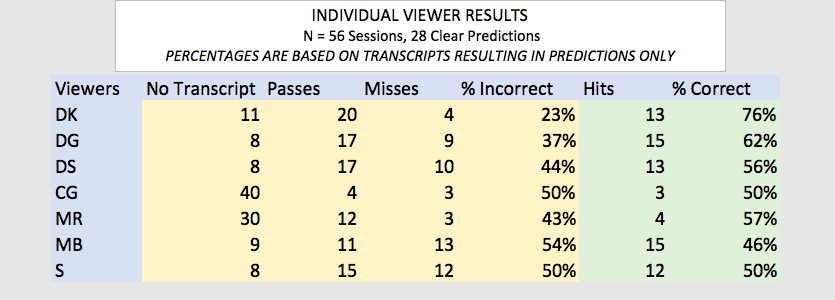 INDIVIDUAL VIEWER RESULTS
N = 56 Sessions, 28 Clear Predictions
PERCENTAGES ARE BASED ON TRANSCRIPTS RESULTING IN PREDICTIONS ONLY
Viewers No Transcript Passes Misses % Incorrect Hits % Correct
DK 11 20 4 23% 13 76%
DG 8 17 9 37% 15 62%
DS 8 17 10 44% 13 56%
CG 40 4 3 50% 3 50%
MR 30 12 3 43% 4 57%
MB 9 11 13 54% 15 46%
S 8 15 12 50% 12 50%